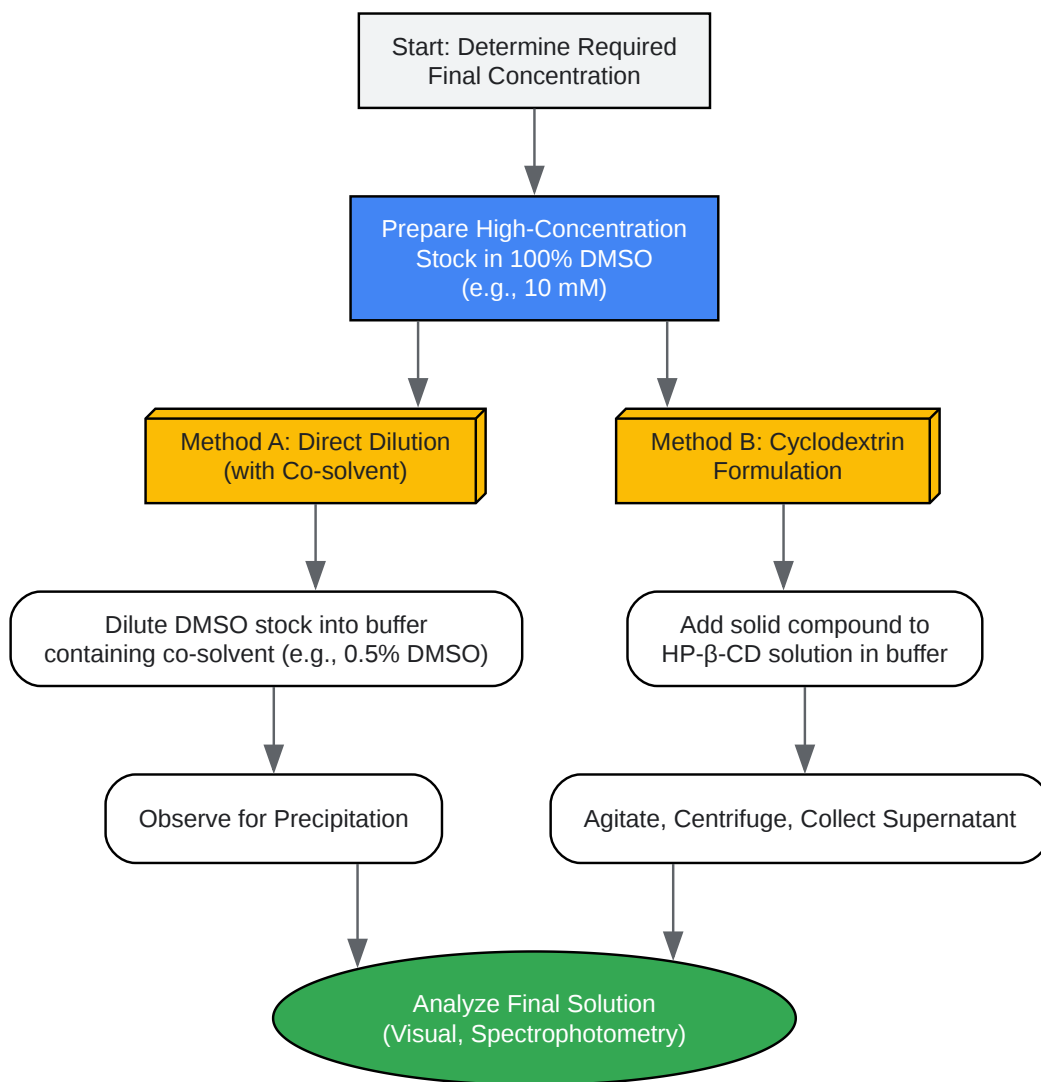 Start: Determine Required
Final Concentration
Prepare High-Concentration
Stock in 100% DMSO
(e.g., 10 mM)
Method A: Direct Dilution
(with Co-solvent)
Method B: Cyclodextrin
Formulation
Dilute DMSO stock into buffer
containing co-solvent (e.g., 0.5% DMSO)
Add solid compound to
HP-β-CD solution in buffer
Observe for Precipitation
Agitate, Centrifuge, Collect Supernatant
Analyze Final Solution
(Visual, Spectrophotometry)